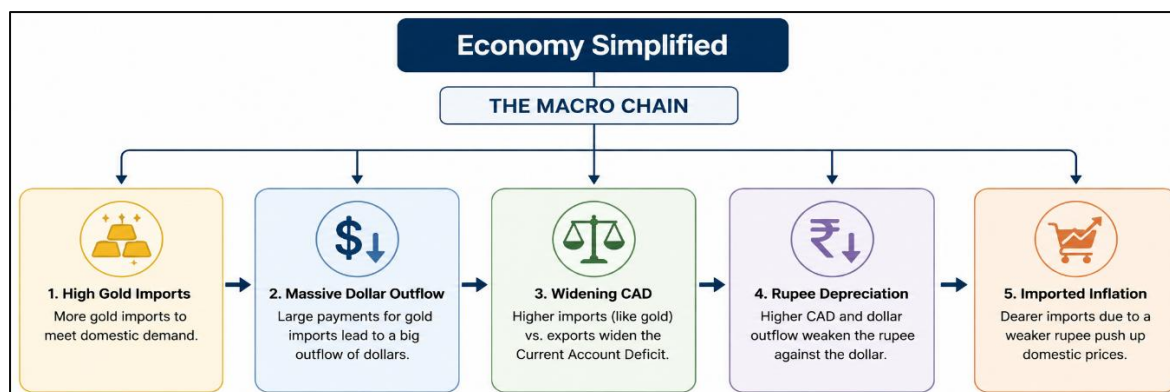 Economy Simplified
THE MACRO CHAIN
1. High Gold Imports
More gold imports to
meet domestic demand.
$
2. Massive Dollar Outflow
Large payments for gold
imports lead to a big
outflow of dollars.
3. Widening CAD
Higher imports (like gold)
vs. exports widen the
Current Account Deficit.
₹
4. Rupee Depreciation
Higher CAD and dollar
outflow weaken the rupee
against the dollar.
5. Imported Inflation
Dearer imports due to a
weaker rupee push up
domestic prices.